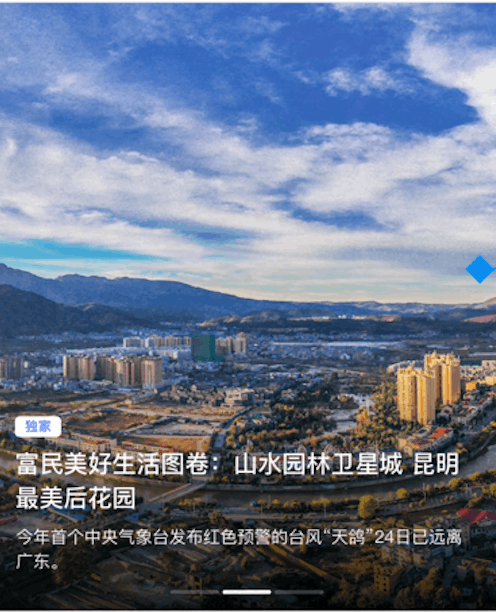 独家
富民美好生活图卷：山水园林卫星城 昆明
最美后花园
今年首个中央气象台发布红色预警的台风“天鸽”24日已远离
广东。